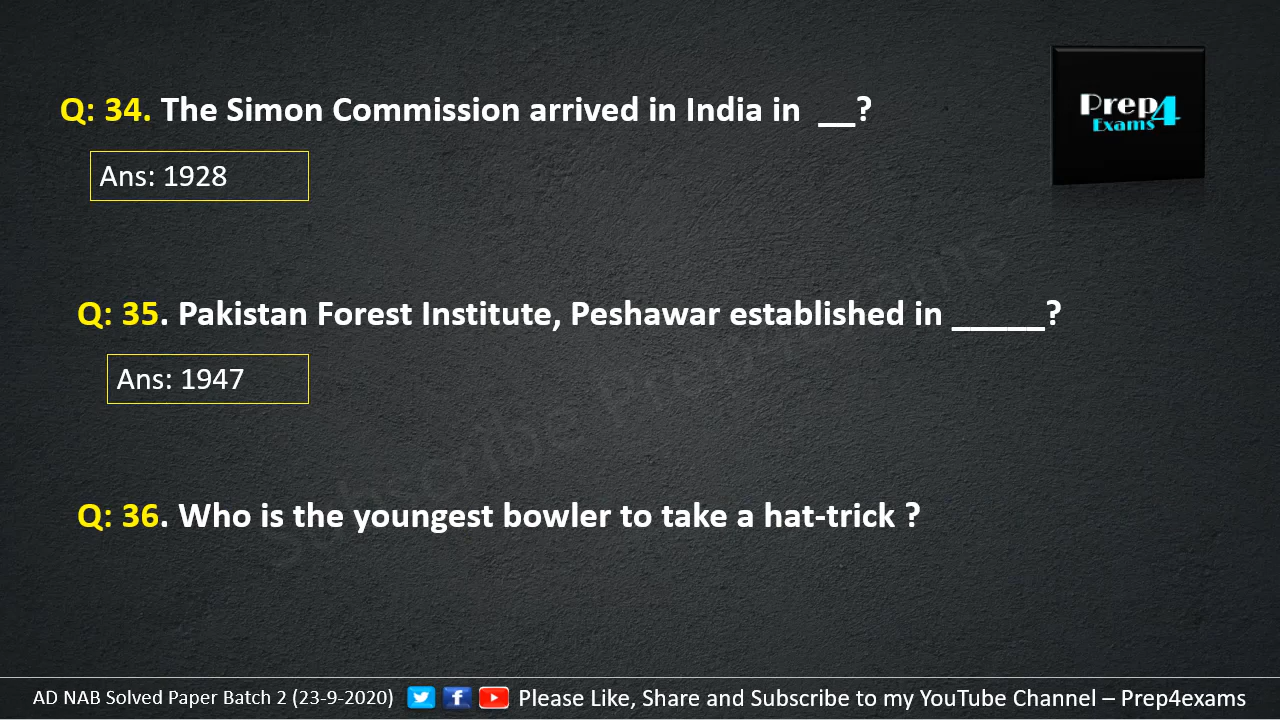 Q: 34. The Simon Commission arrived in India in __?
Prep4
Exams
Ans: 1928
Q: 35. Pakistan Forest Institute, Peshawar established in _____?
Ans: 1947
Subscribe Prep4exams
Q: 36. Who is the youngest bowler to take a hat-trick ?
AD NAB Solved Paper Batch 2 (23-9-2020) Please Like, Share and Subscribe to my YouTube Channel – Prep4exams